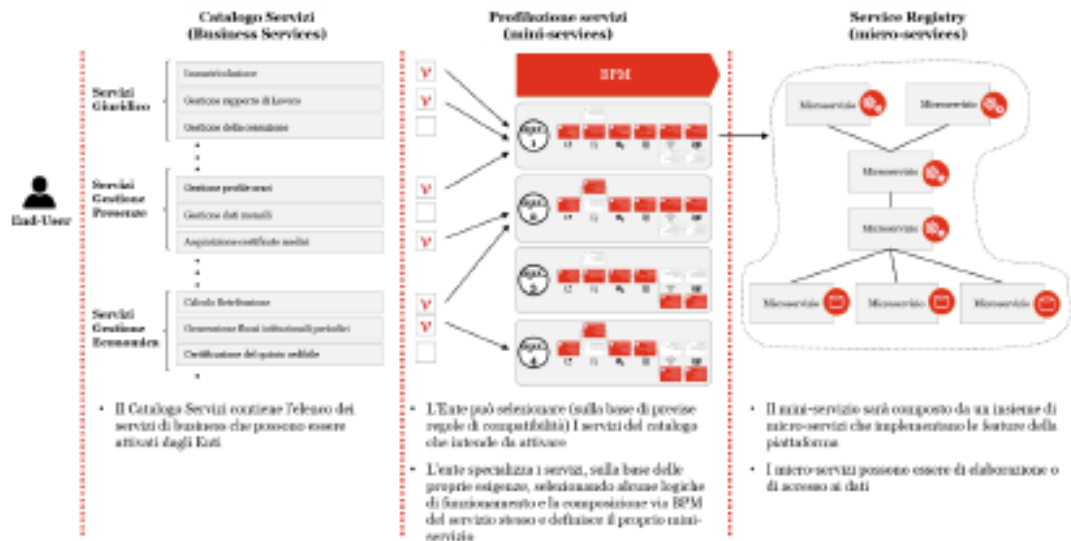 Catalogo Servizi
(Business Services)
Profilazione servizi
(mini-services)
Service Registry
(micro-services)
End-User
Servizi
Giuridico
Immatricolazione
Gestione rapporto di Lavoro
Gestione della cessazione
Servizi
Gestione
Presenze
Gestione profilo orari
Gestione dati mensili
Acquisizione certificato medici
Servizi
Gestione
Economica
Calcolo Retribuzione
Generazione flussi istituzionali periodici
Certificazione del quinto cedibile
V
V
V
V
V
V
BPM
1
4
Microservizio
Microservizio
Microservizio
Microservizio
Microservizio
Microservizio
Microservizio
• Il Catalogo Servizi contiene l'elenco dei
servizi di business che possono essere
attivati dagli Enti
• L'Ente può selezionare (sulla base di precise
regole di compatibilità) I servizi del catalogo
che intende da attivare
• L'ente specializza i servizi, sulla base delle
proprie esigenze, selezionando alcune logiche
di funzionamento e la composizione via BPM
del servizio stesso e definisce il proprio mini-
servizio
• Il mini-servizio sarà composto da un insieme di
micro-servizi che implementano le feature della
piattaforma
• I micro-servizi possono essere di elaborazione o
di accesso ai dati